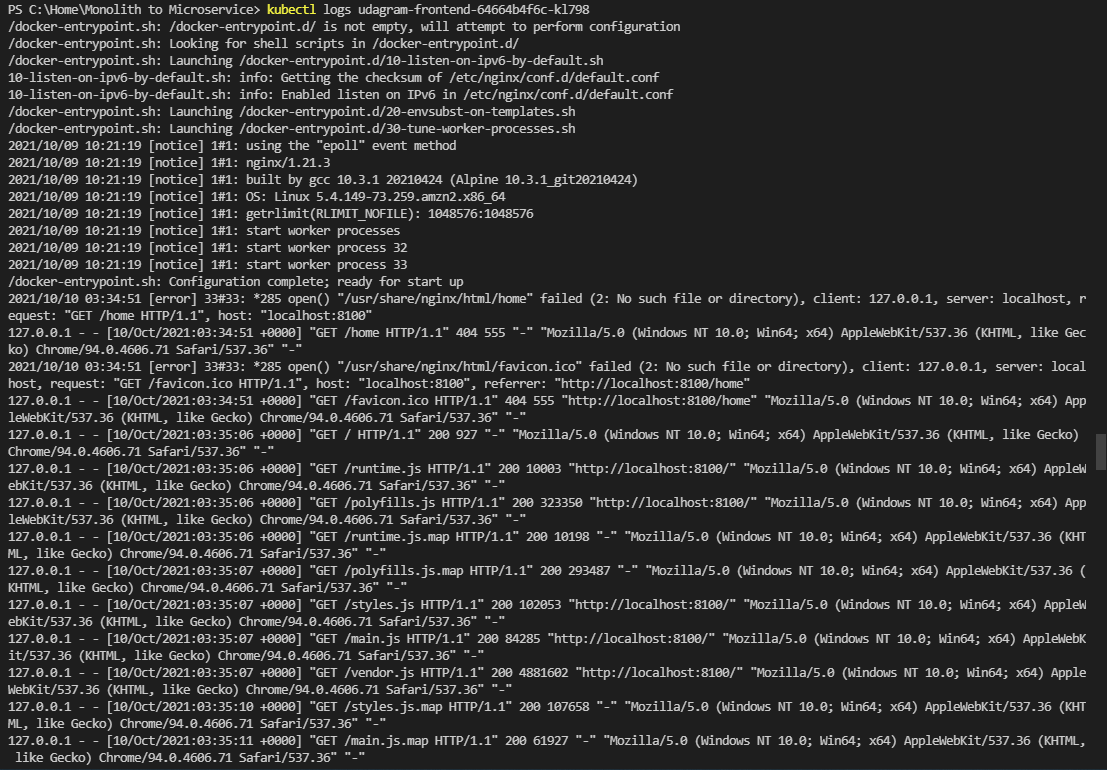 PS C:\Home\Monolith to Microservice> kubectl logs udagram-frontend-64664b4f6c-kl798
/docker-entrypoint.sh: /docker-entrypoint.d/ is not empty, will attempt to perform configuration
/docker-entrypoint.sh: Looking for shell scripts in /docker-entrypoint.d/
/docker-entrypoint.sh: Launching /docker-entrypoint.d/10-listen-on-ipv6-by-default.sh
10-listen-on-ipv6-by-default.sh: info: Getting the checksum of /etc/nginx/conf.d/default.conf
10-listen-on-ipv6-by-default.sh: info: Enabled listen on IPv6 in /etc/nginx/conf.d/default.conf
/docker-entrypoint.sh: Launching /docker-entrypoint.d/20-envsubst-on-templates.sh
/docker-entrypoint.sh: Launching /docker-entrypoint.d/30-tune-worker-processes.sh
2021/10/09 10:21:19 [notice] 1#1: using the "epoll" event method
2021/10/09 10:21:19 [notice] 1#1: nginx/1.21.3
2021/10/09 10:21:19 [notice] 1#1: built by gcc 10.3.1 20210424 (Alpine 10.3.1_git20210424)
2021/10/09 10:21:19 [notice] 1#1: OS: Linux 5.4.149-73.259.amzn2.x86_64
2021/10/09 10:21:19 [notice] 1#1: getrlimit(RLIMIT_NOFILE): 1048576:1048576
2021/10/09 10:21:19 [notice] 1#1: start worker processes
2021/10/09 10:21:19 [notice] 1#1: start worker process 32
2021/10/09 10:21:19 [notice] 1#1: start worker process 33
/docker-entrypoint.sh: Configuration complete; ready for start up
2021/10/10 03:34:51 [error] 33#33: *285 open() "/usr/share/nginx/html/home" failed (2: No such file or directory), client: 127.0.0.1, server: localhost, r
equest: "GET /home HTTP/1.1", host: "localhost:8100"
127.0.0.1 - - [10/Oct/2021:03:34:51 +0000] "GET /home HTTP/1.1" 404 555 "-" "Mozilla/5.0 (Windows NT 10.0; Win64; x64) AppleWebKit/537.36 (KHTML, like Gec
ko) Chrome/94.0.4606.71 Safari/537.36" "-"
2021/10/10 03:34:51 [error] 33#33: *285 open() "/usr/share/nginx/html/favicon.ico" failed (2: No such file or directory), client: 127.0.0.1, server: local
host, request: "GET /favicon.ico HTTP/1.1", host: "localhost:8100", referrer: "http://localhost:8100/home"
127.0.0.1 - - [10/Oct/2021:03:34:51 +0000] "GET /favicon.ico HTTP/1.1" 404 555 "http://localhost:8100/home" "Mozilla/5.0 (Windows NT 10.0; Win64; x64) App
leWebKit/537.36 (KHTML, like Gecko) Chrome/94.0.4606.71 Safari/537.36" "-"
127.0.0.1 - - [10/Oct/2021:03:35:06 +0000] "GET / HTTP/1.1" 200 927 "-" "Mozilla/5.0 (Windows NT 10.0; Win64; x64) AppleWebKit/537.36 (KHTML, like Gecko)
Chrome/94.0.4606.71 Safari/537.36" "-"
127.0.0.1 - - [10/Oct/2021:03:35:06 +0000] "GET /runtime.js HTTP/1.1" 200 10003 "http://localhost:8100/" "Mozilla/5.0 (Windows NT 10.0; Win64; x64) AppleW
ebKit/537.36 (KHTML, like Gecko) Chrome/94.0.4606.71 Safari/537.36" "-"
127.0.0.1 - - [10/Oct/2021:03:35:06 +0000] "GET /polyfills.js HTTP/1.1" 200 323350 "http://localhost:8100/" "Mozilla/5.0 (Windows NT 10.0; Win64; x64) App
leWebKit/537.36 (KHTML, like Gecko) Chrome/94.0.4606.71 Safari/537.36" "-"
127.0.0.1 - - [10/Oct/2021:03:35:06 +0000] "GET /runtime.js.map HTTP/1.1" 200 10198 "-" "Mozilla/5.0 (Windows NT 10.0; Win64; x64) AppleWebKit/537.36 (KHT
ML, like Gecko) Chrome/94.0.4606.71 Safari/537.36" "-"
127.0.0.1 - - [10/Oct/2021:03:35:07 +0000] "GET /polyfills.js.map HTTP/1.1" 200 293487 "-" "Mozilla/5.0 (Windows NT 10.0; Win64; x64) AppleWebKit/537.36 (
KHTML, like Gecko) Chrome/94.0.4606.71 Safari/537.36" "-"
127.0.0.1 - - [10/Oct/2021:03:35:07 +0000] "GET /styles.js HTTP/1.1" 200 102053 "http://localhost:8100/" "Mozilla/5.0 (Windows NT 10.0; Win64; x64) AppleW
ebKit/537.36 (KHTML, like Gecko) Chrome/94.0.4606.71 Safari/537.36" "-"
127.0.0.1 - - [10/Oct/2021:03:35:07 +0000] "GET /main.js HTTP/1.1" 200 84285 "http://localhost:8100/" "Mozilla/5.0 (Windows NT 10.0; Win64; x64) AppleWebK
it/537.36 (KHTML, like Gecko) Chrome/94.0.4606.71 Safari/537.36" "-"
127.0.0.1 - - [10/Oct/2021:03:35:07 +0000] "GET /vendor.js HTTP/1.1" 200 4881602 "http://localhost:8100/" "Mozilla/5.0 (Windows NT 10.0; Win64; x64) Apple
WebKit/537.36 (KHTML, like Gecko) Chrome/94.0.4606.71 Safari/537.36" "-"
127.0.0.1 - - [10/Oct/2021:03:35:10 +0000] "GET /styles.js.map HTTP/1.1" 200 107658 "-" "Mozilla/5.0 (Windows NT 10.0; Win64; x64) AppleWebKit/537.36 (KHT
ML, like Gecko) Chrome/94.0.4606.71 Safari/537.36" "-"
127.0.0.1 - - [10/Oct/2021:03:35:11 +0000] "GET /main.js.map HTTP/1.1" 200 61927 "-" "Mozilla/5.0 (Windows NT 10.0; Win64; x64) AppleWebKit/537.36 (KHTML,
 like Gecko) Chrome/94.0.4606.71 Safari/537.36" "-"